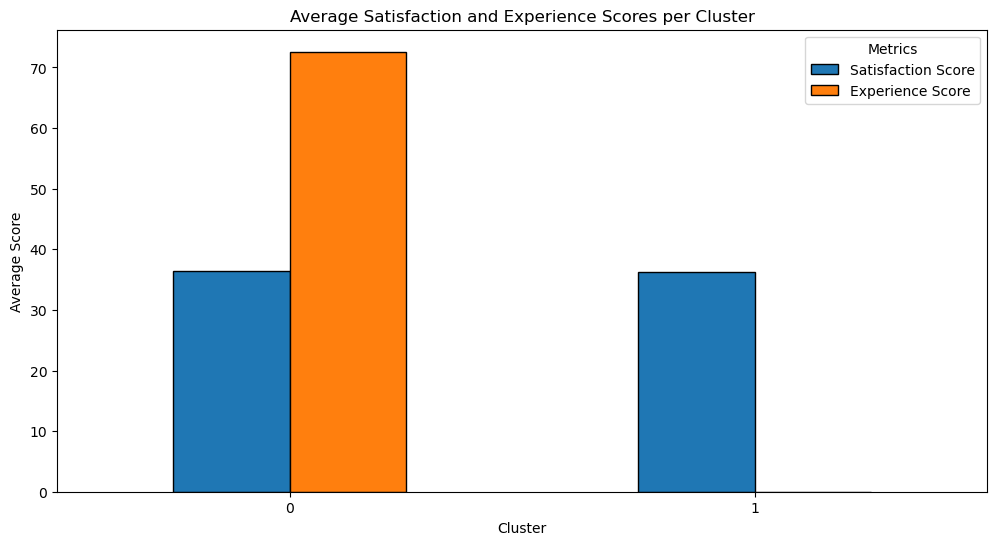 Average Satisfaction and Experience Scores per Cluster
Metrics
Satisfaction Score
Experience Score
Average Score
70
60
50
40
30
20
10
0
0
1
Cluster